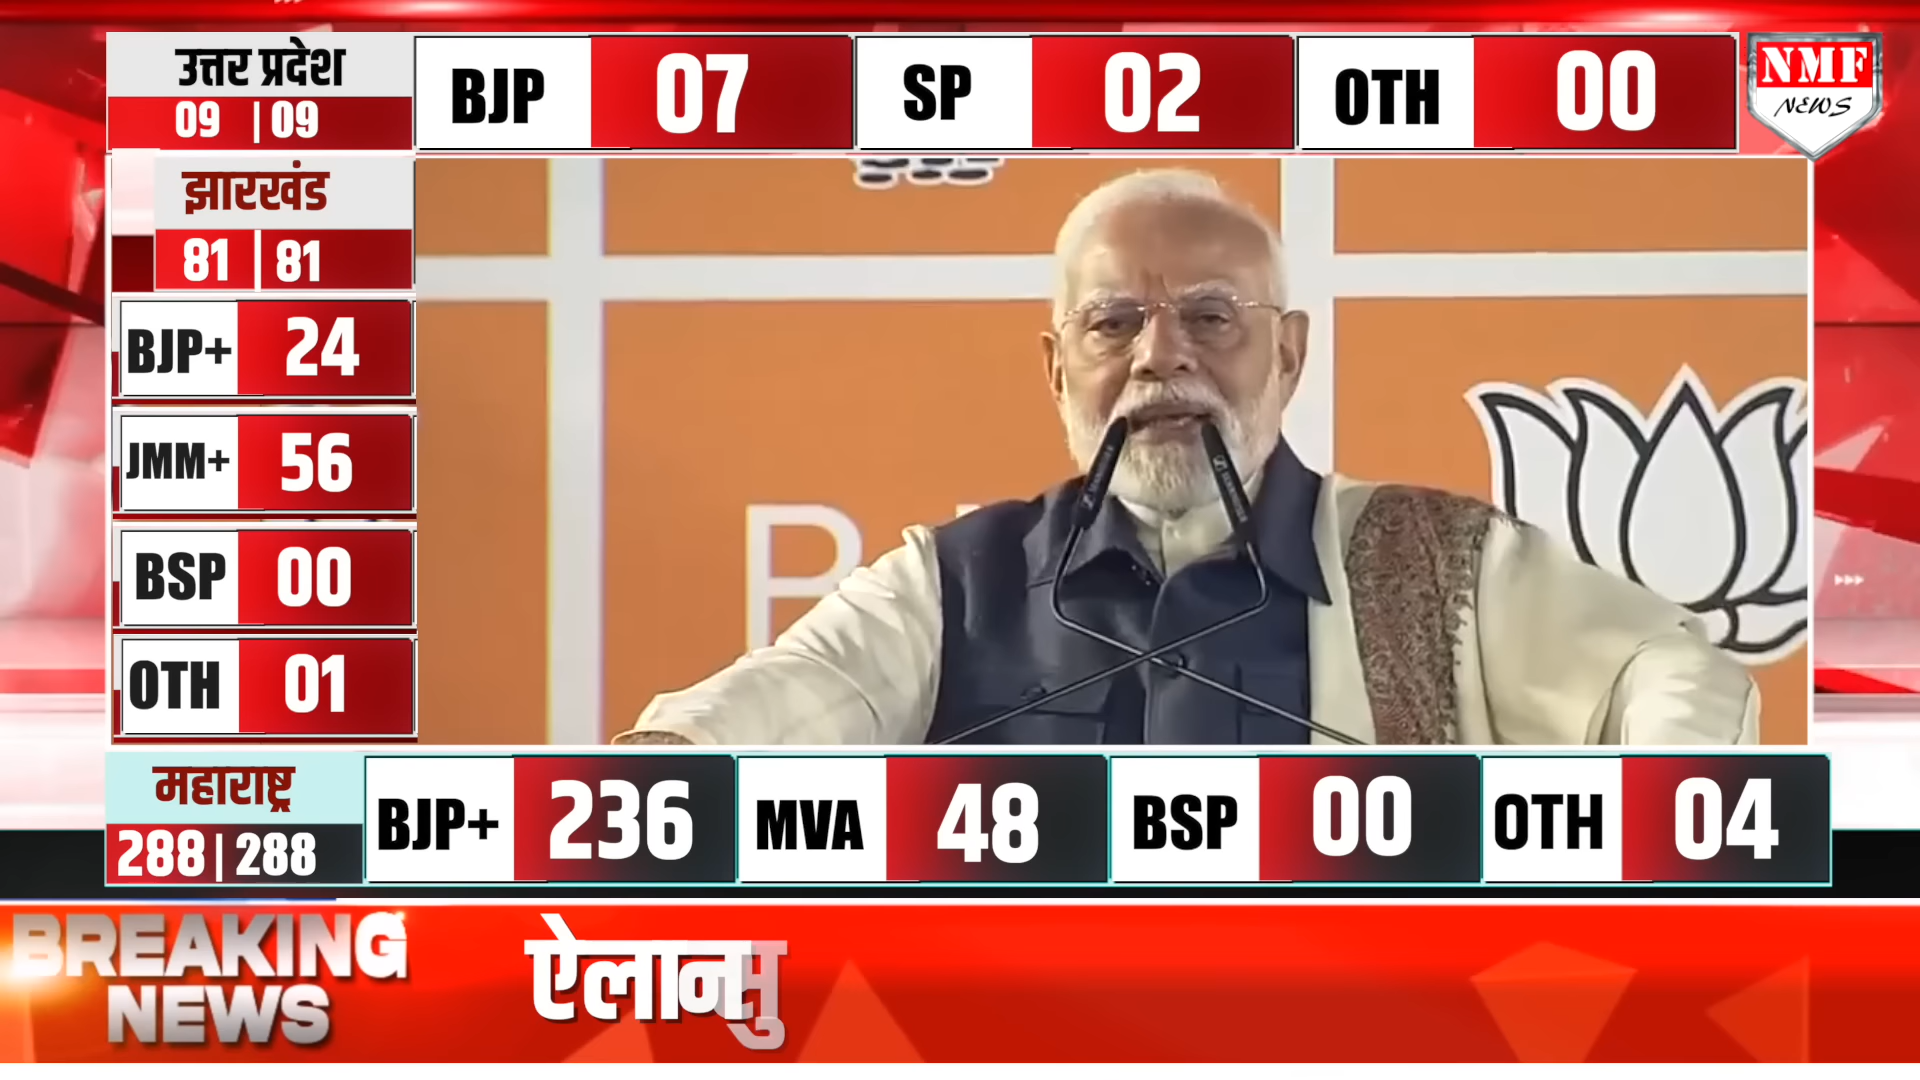 उत्तर प्रदेश
09 | 09
BJP 07 SP 02 OTH 00
NMF
NEWS
झारखंड
81 | 81
BJP+ 24
JMM+ 56
BSP 00
OTH 01
महाराष्ट्र
288 | 288
BJP+ 236 MVA 48 BSP 00 OTH 04
BREAKING
NEWS
ऐलान सु